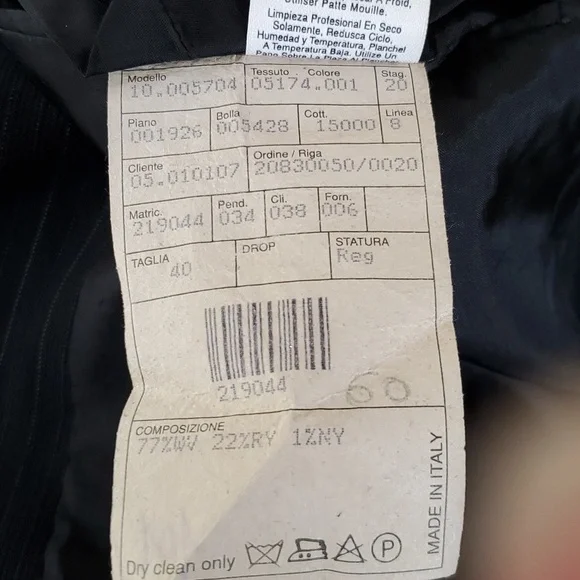 à Froid,
Utiliser Patte Mouille.
Limpieza Profesional En Seco
Solamente, Redusca Ciclo,
Humedad y Temperatura, Planchel
A Temperatura Baja. Utilize Un
Modello Tessuto . Colore Stag.
10.005704 05174.001 20
Piano Bolla Cott. Linea
001926 005428 15000 8
Cliente Ordine / Riga
05.010107 20830050/0020
Matric. Pend. Cli. Forn.
219044 034 038 006
TAGLIA DROP STATURA
40 Reg
219044
COMPOSIZIONE
77%WV 22%RY 1%NY
MADE IN ITALY
Dry clean only P